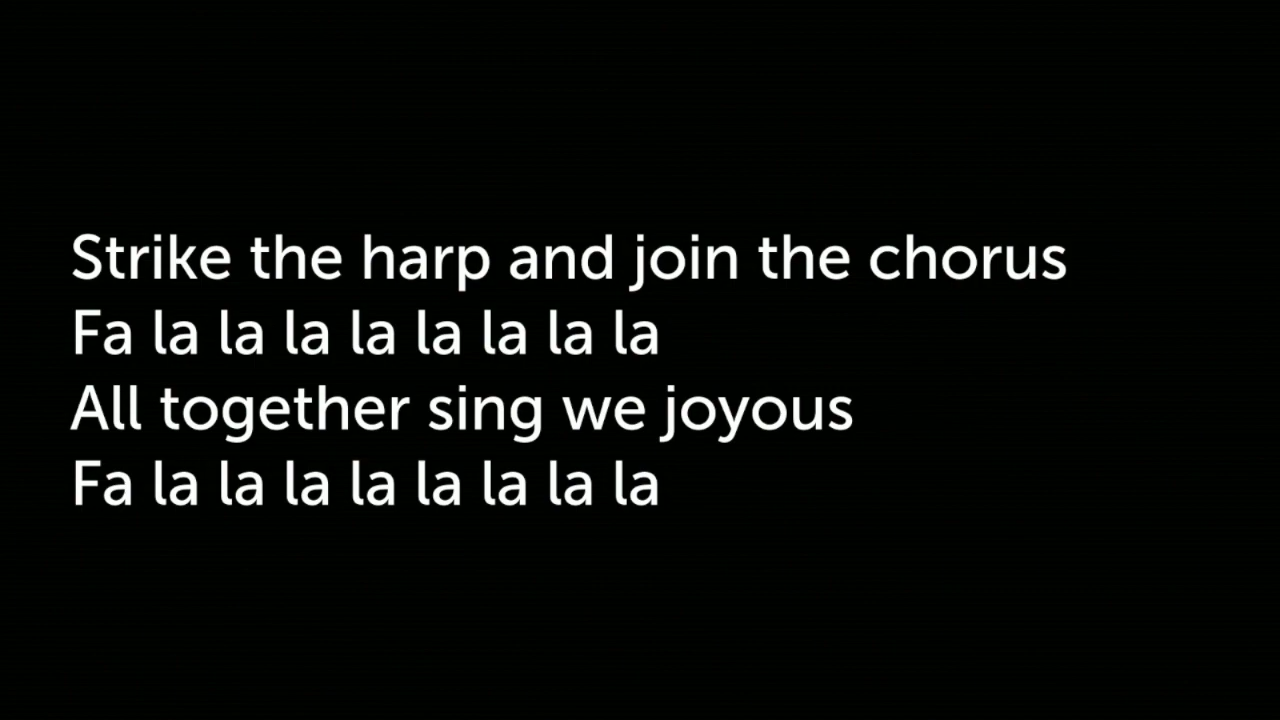 Strike the harp and join the chorus
Fa la la la la la la la la
All together sing we joyous
Fa la la la la la la la la